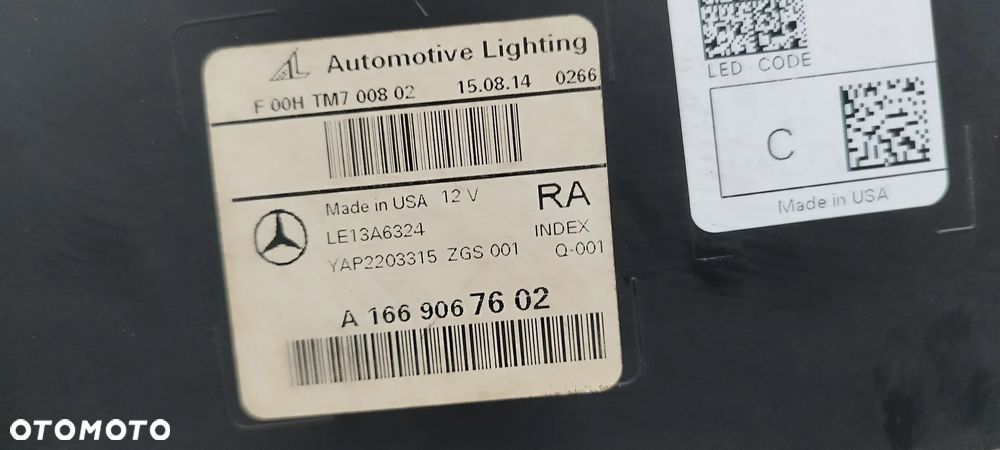 Automotive Lighting
F 00H TM7 008 02 15.08.14 0266
Made in USA 12 V RA
LE13A6324 INDEX
YAP2203315 ZGS 001 Q-001
A 166 906 76 02
LED - CODE
C
Made in USA
OTOMOTO